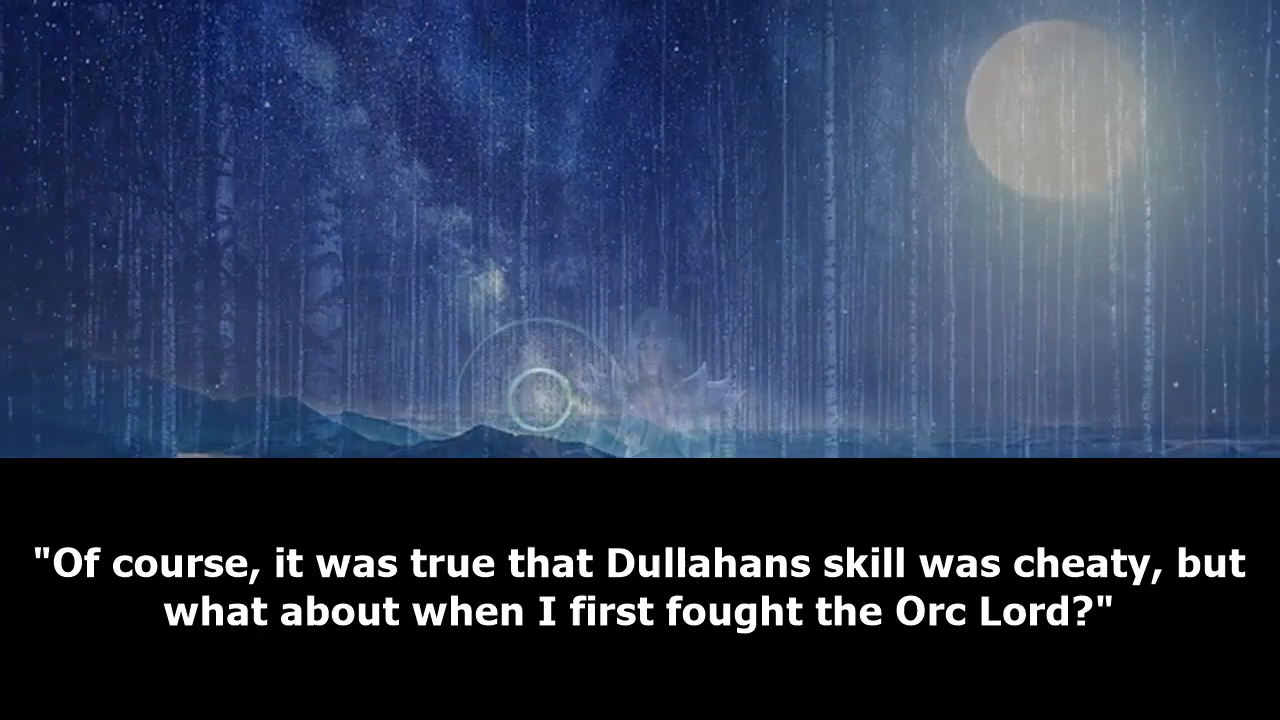 "Of course, it was true that Dullahans skill was cheaty, but
what about when I first fought the Orc Lord?"